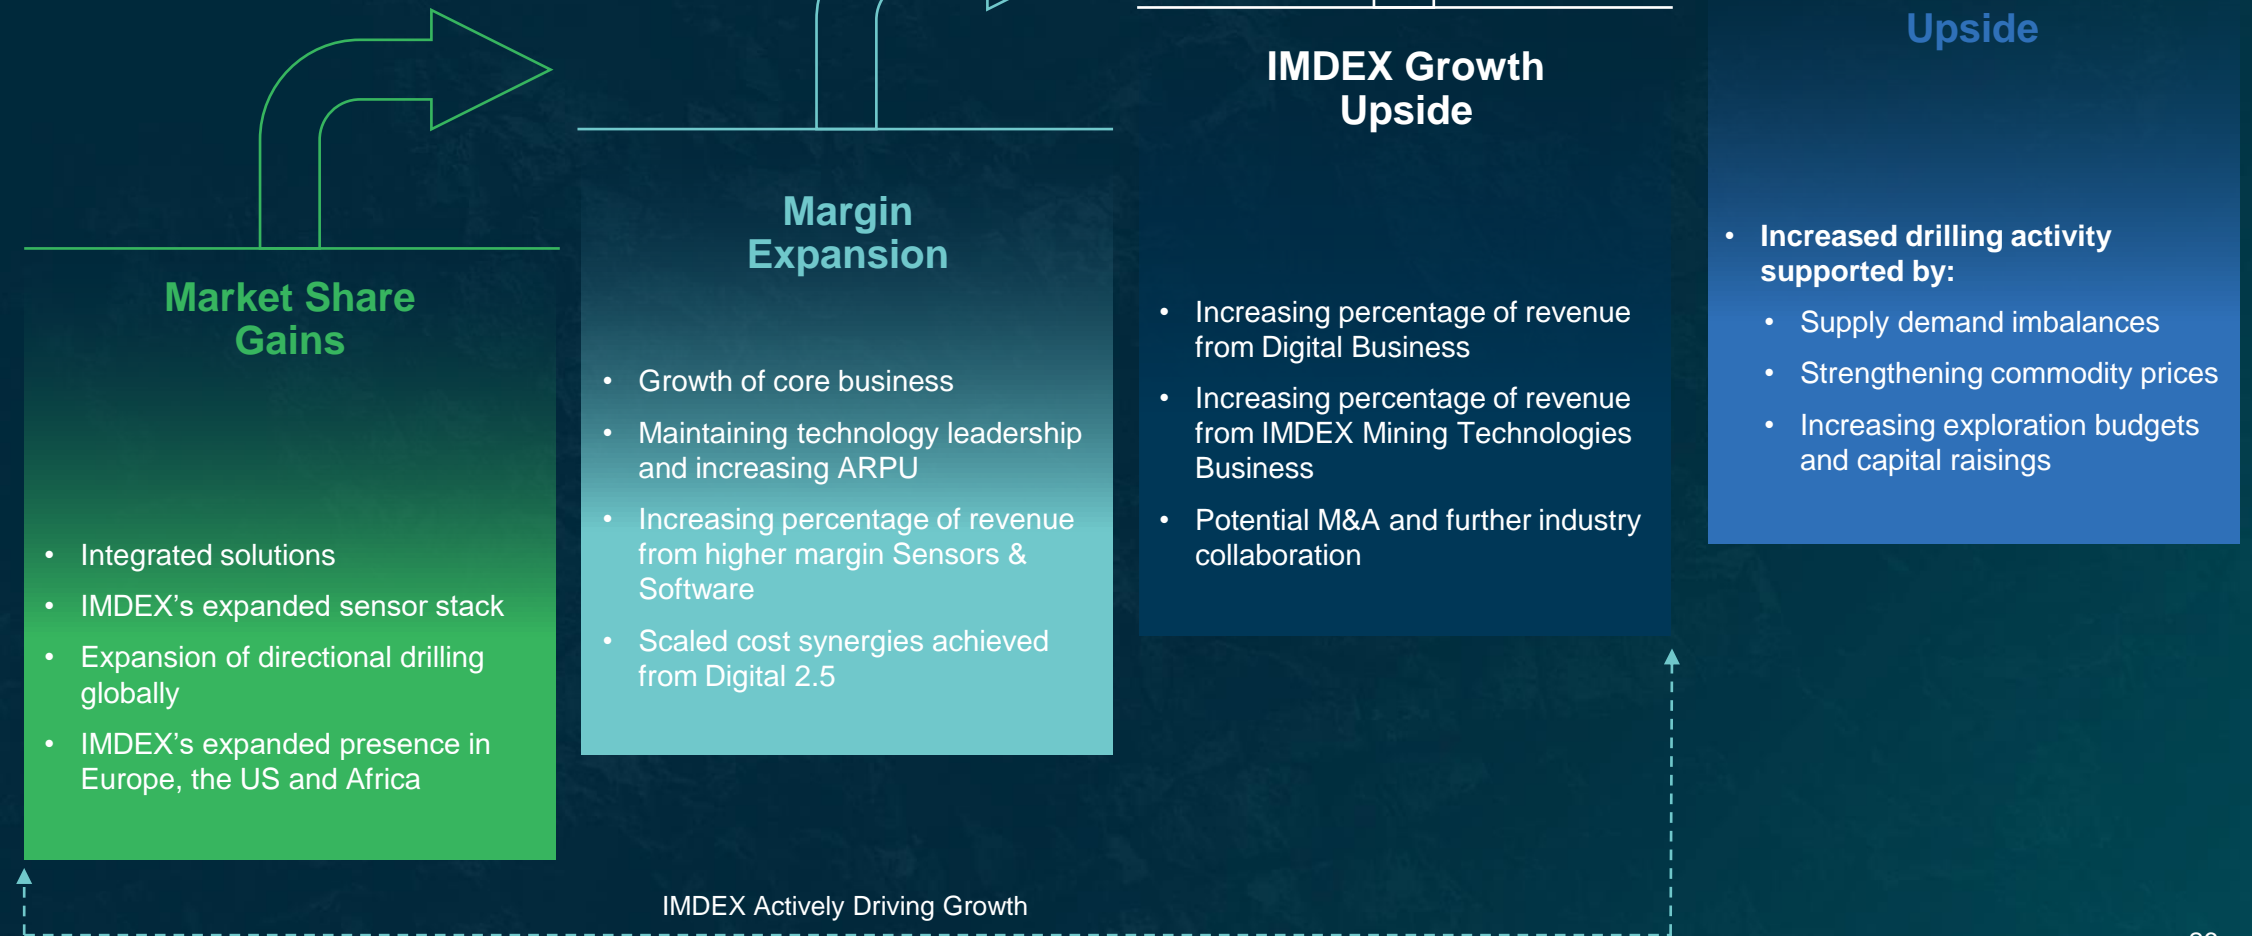 Market Share
Gains
• Integrated solutions
• IMDEX’s expanded sensor stack
• Expansion of directional drilling
globally
• IMDEX’s expanded presence in
Europe, the US and Africa
Margin
Expansion
• Growth of core business
• Maintaining technology leadership
and increasing ARPU
• Increasing percentage of revenue
from higher margin Sensors &
Software
• Scaled cost synergies achieved
from Digital 2.5
IMDEX Growth
Upside
• Increasing percentage of revenue
from Digital Business
• Increasing percentage of revenue
from IMDEX Mining Technologies
Business
• Potential M&A and further industry
collaboration
Upside
• Increased drilling activity
supported by:
• Supply demand imbalances
• Strengthening commodity prices
• Increasing exploration budgets
and capital raisings
IMDEX Actively Driving Growth